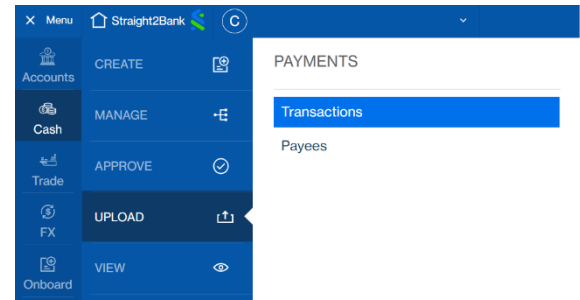 × Menu
Straight2Bank
C
Accounts
Cash
Trade
FX
Onboard
CREATE
MANAGE
APPROVE
UPLOAD
VIEW
PAYMENTS
Transactions
Payees